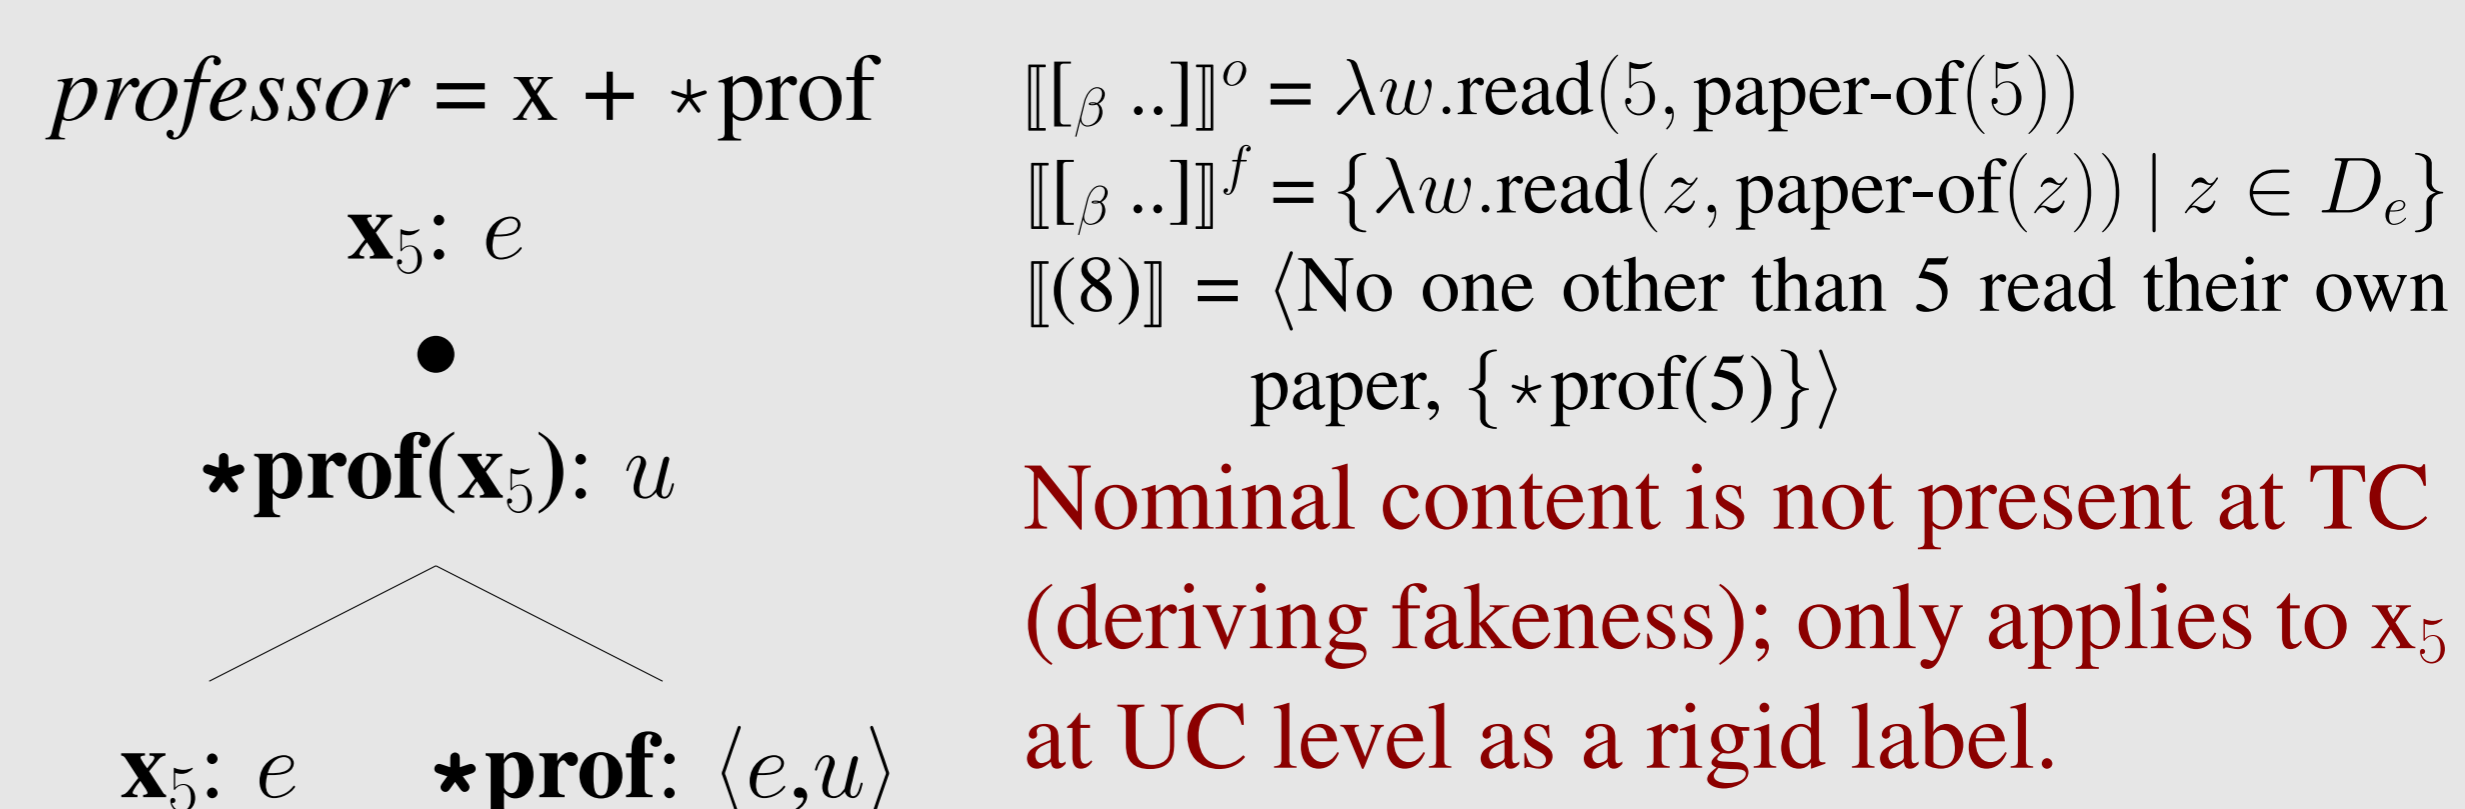 professor = x + ⋆prof
x₅: e
●
⋆prof(x₅): u
x₅: e ⋆prof: ⟨e,u⟩
⟦[β ..]⟧ᵒ = λw.read(5, paper-of(5))
⟦[β ..]⟧ᶠ = {λw.read(z, paper-of(z)) | z ∈ Dₑ}
⟦(8)⟧ = ⟨No one other than 5 read their own
paper, {⋆prof(5)}⟩
Nominal content is not present at TC
(deriving fakeness); only applies to x₅
at UC level as a rigid label.